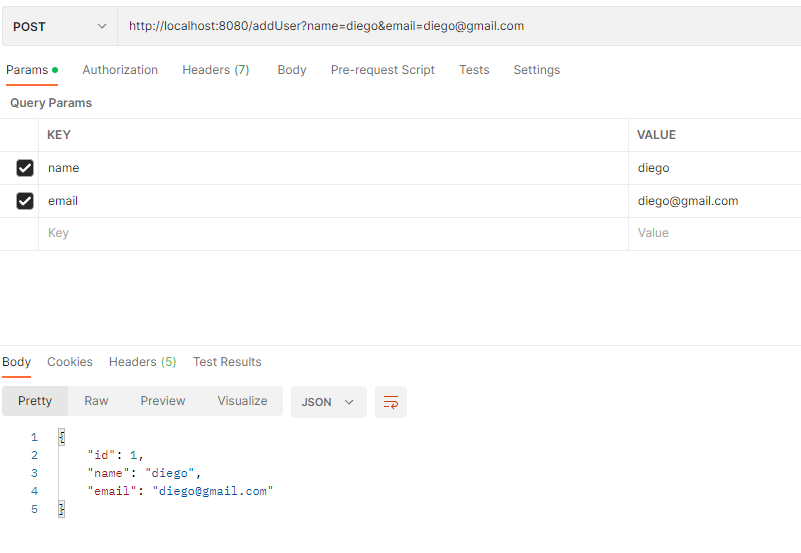 POST http://localhost:8080/addUser?name=diego&email=diego@gmail.com
Params Authorization Headers (7) Body Pre-request Script Tests Settings
Query Params
KEY VALUE
name diego
email diego@gmail.com
Key Value
Body Cookies Headers (5) Test Results
Pretty Raw Preview Visualize JSON
1 {
2 "id": 1,
3 "name": "diego",
4 "email": "diego@gmail.com"
5 }